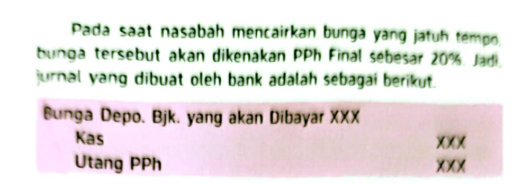 Pada saat nasabah mencairkan bunga yang jatuh tempo,
bunga tersebut akan dikenakan PPh Final sebesar 20%. Jadi,
jurnal yang dibuat oleh bank adalah sebagai berikut.
Bunga Depo. Bjk. yang akan Dibayar XXX
Kas XXX
Utang PPh XXX